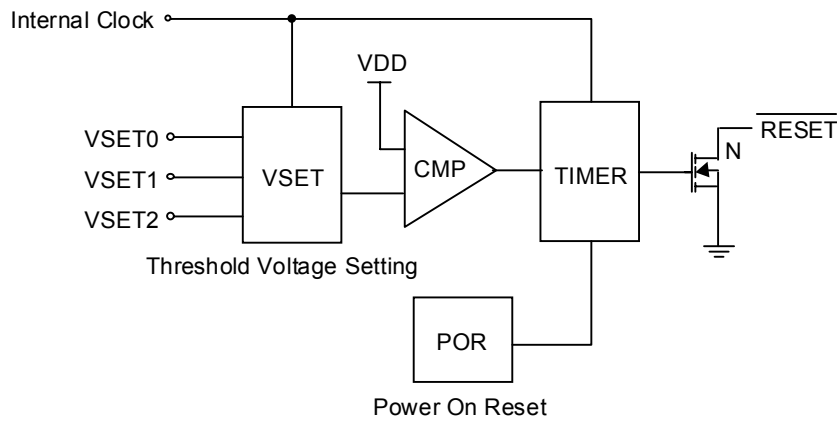 Internal Clock
VDD
VSET0
VSET1
VSET2
VSET
CMP
TIMER
N
RESET
Threshold Voltage Setting
POR
Power On Reset